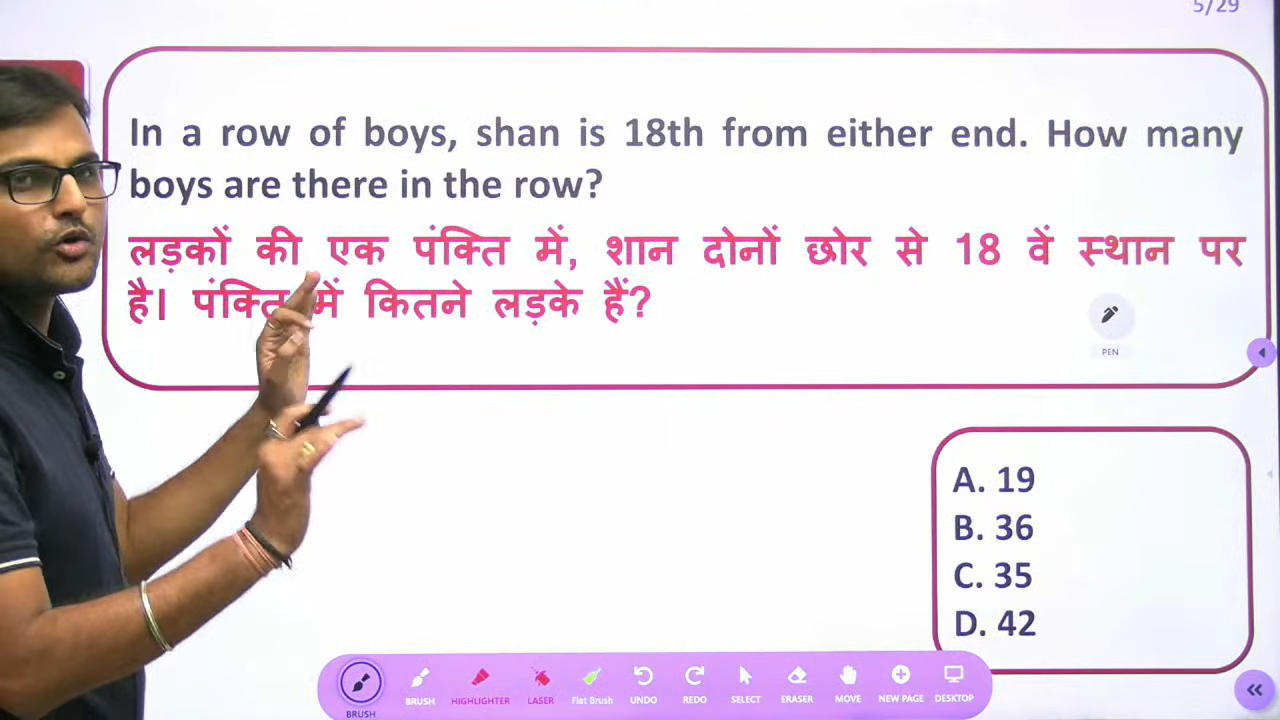 5/29
In a row of boys, shan is 18th from either end. How many
boys are there in the row?
लड़कों की एक पंक्ति में, शान दोनों छोर से 18 वें स्थान पर
है। पंक्ति में कितने लड़के हैं?
PEN
A. 19
B. 36
C. 35
D. 42
BRUSH
BRUSH
HIGHLIGHTER
LASER
Flat Brush
UNDO
REDO
SELECT
ERASER
MOVE
NEW PAGE
DESKTOP